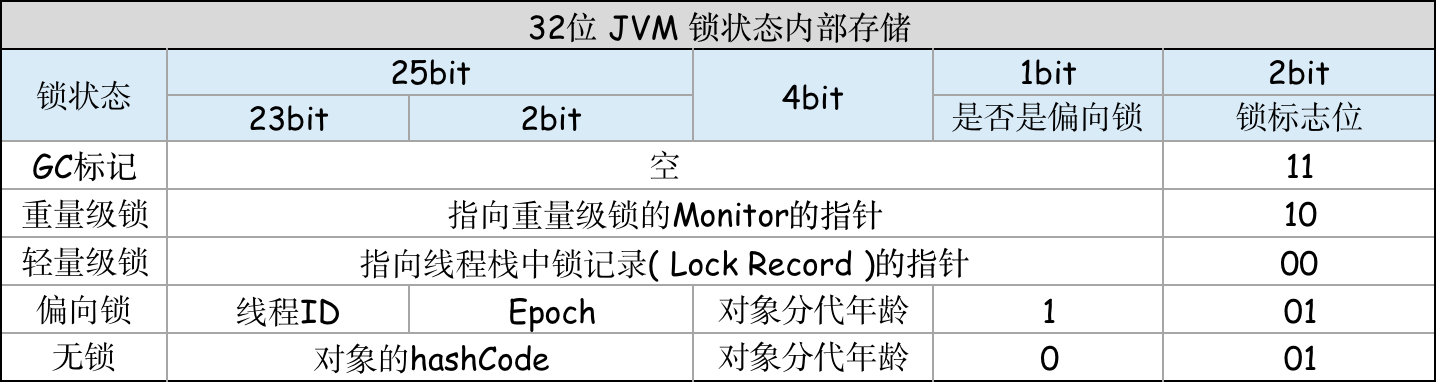 32位 JVM 锁状态内部存储
锁状态 25bit 4bit 1bit 2bit
23bit 2bit 是否是偏向锁 锁标志位
GC标记 空 11
重量级锁 指向重量级锁的Monitor的指针 10
轻量级锁 指向线程栈中锁记录( Lock Record )的指针 00
偏向锁 线程ID Epoch 对象分代年龄 1 01
无锁 对象的hashCode 对象分代年龄 0 01